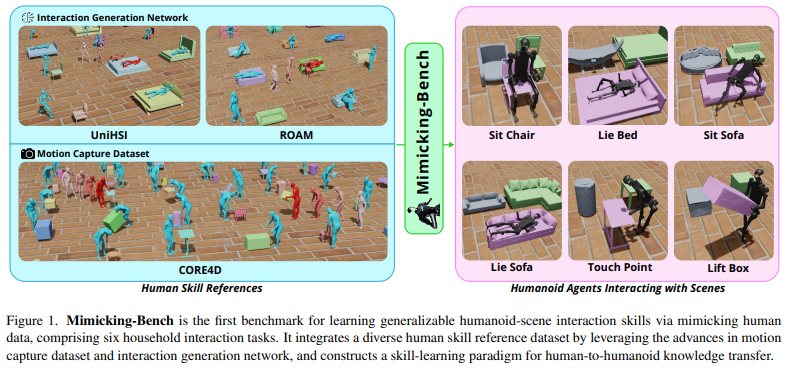 Interaction Generation Network
UniHSI
ROAM
Motion Capture Dataset
CORE4D
Human Skill References
Mimicking-Bench
Sit Chair
Lie Bed
Sit Sofa
Lie Sofa
Touch Point
Lift Box
Humanoid Agents Interacting with Scenes
Figure 1. Mimicking-Bench is the first benchmark for learning generalizable humanoid-scene interaction skills via mimicking human
data, comprising six household interaction tasks. It integrates a diverse human skill reference dataset by leveraging the advances in motion
capture dataset and interaction generation network, and constructs a skill-learning paradigm for human-to-humanoid knowledge transfer.